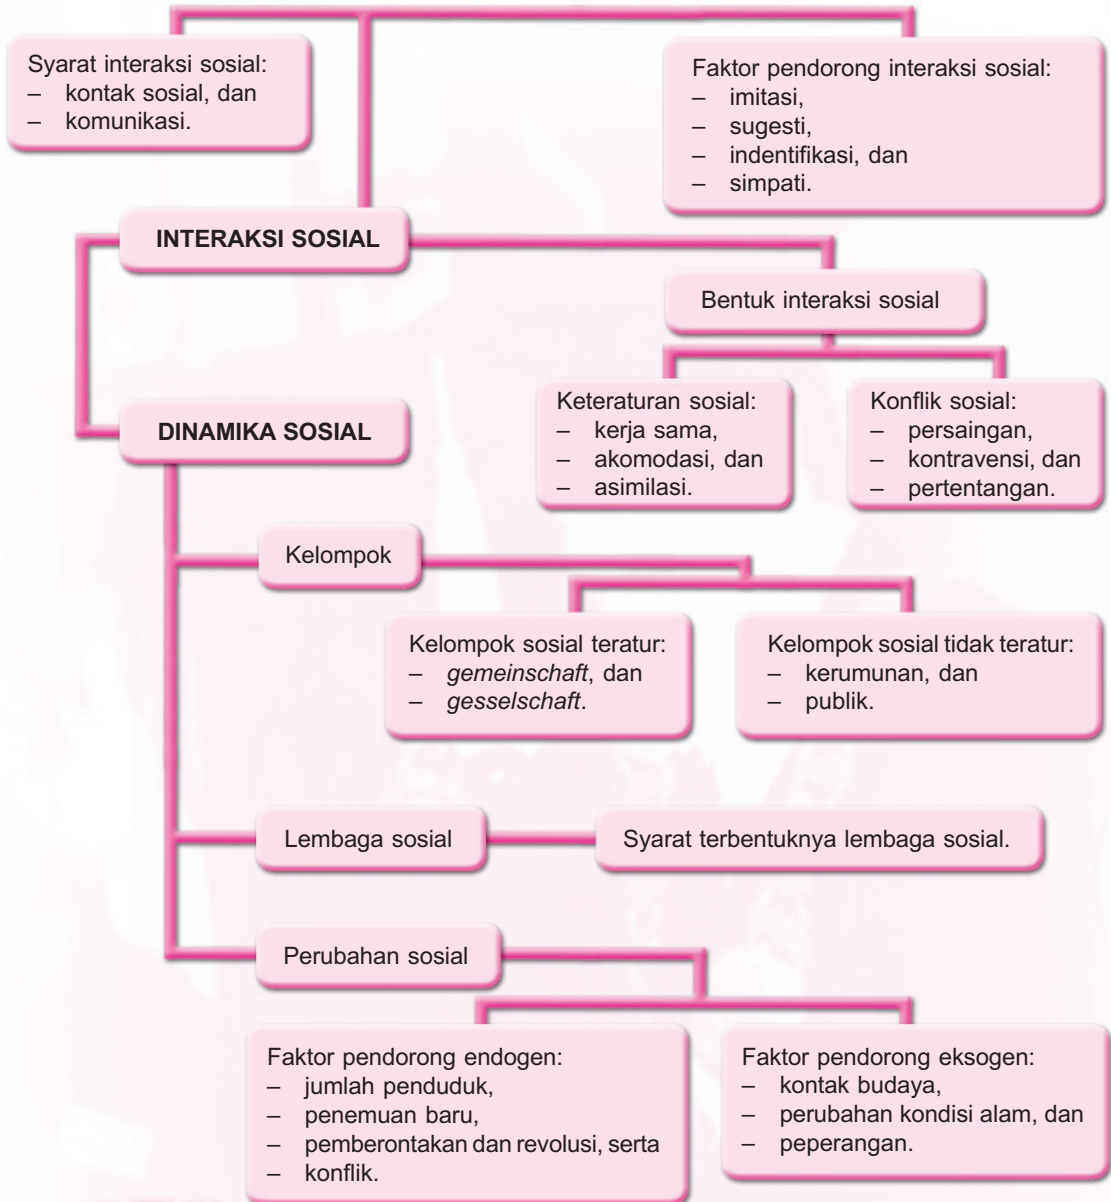 Syarat interaksi sosial:
– kontak sosial, dan
– komunikasi.
Faktor pendorong interaksi sosial:
– imitasi,
– sugesti,
– indentifikasi, dan
– simpati.
INTERAKSI SOSIAL
Bentuk interaksi sosial
Keteraturan sosial:
– kerja sama,
– akomodasi, dan
– asimilasi.
Konflik sosial:
– persaingan,
– kontravensi, dan
– pertentangan.
DINAMIKA SOSIAL
Kelompok
Kelompok sosial teratur:
– gemeinschaft, dan
– gesselschaft.
Kelompok sosial tidak teratur:
– kerumunan, dan
– publik.
Lembaga sosial
Syarat terbentuknya lembaga sosial.
Perubahan sosial
Faktor pendorong endogen:
– jumlah penduduk,
– penemuan baru,
– pemberontakan dan revolusi, serta
– konflik.
Faktor pendorong eksogen:
– kontak budaya,
– perubahan kondisi alam, dan
– peperangan.